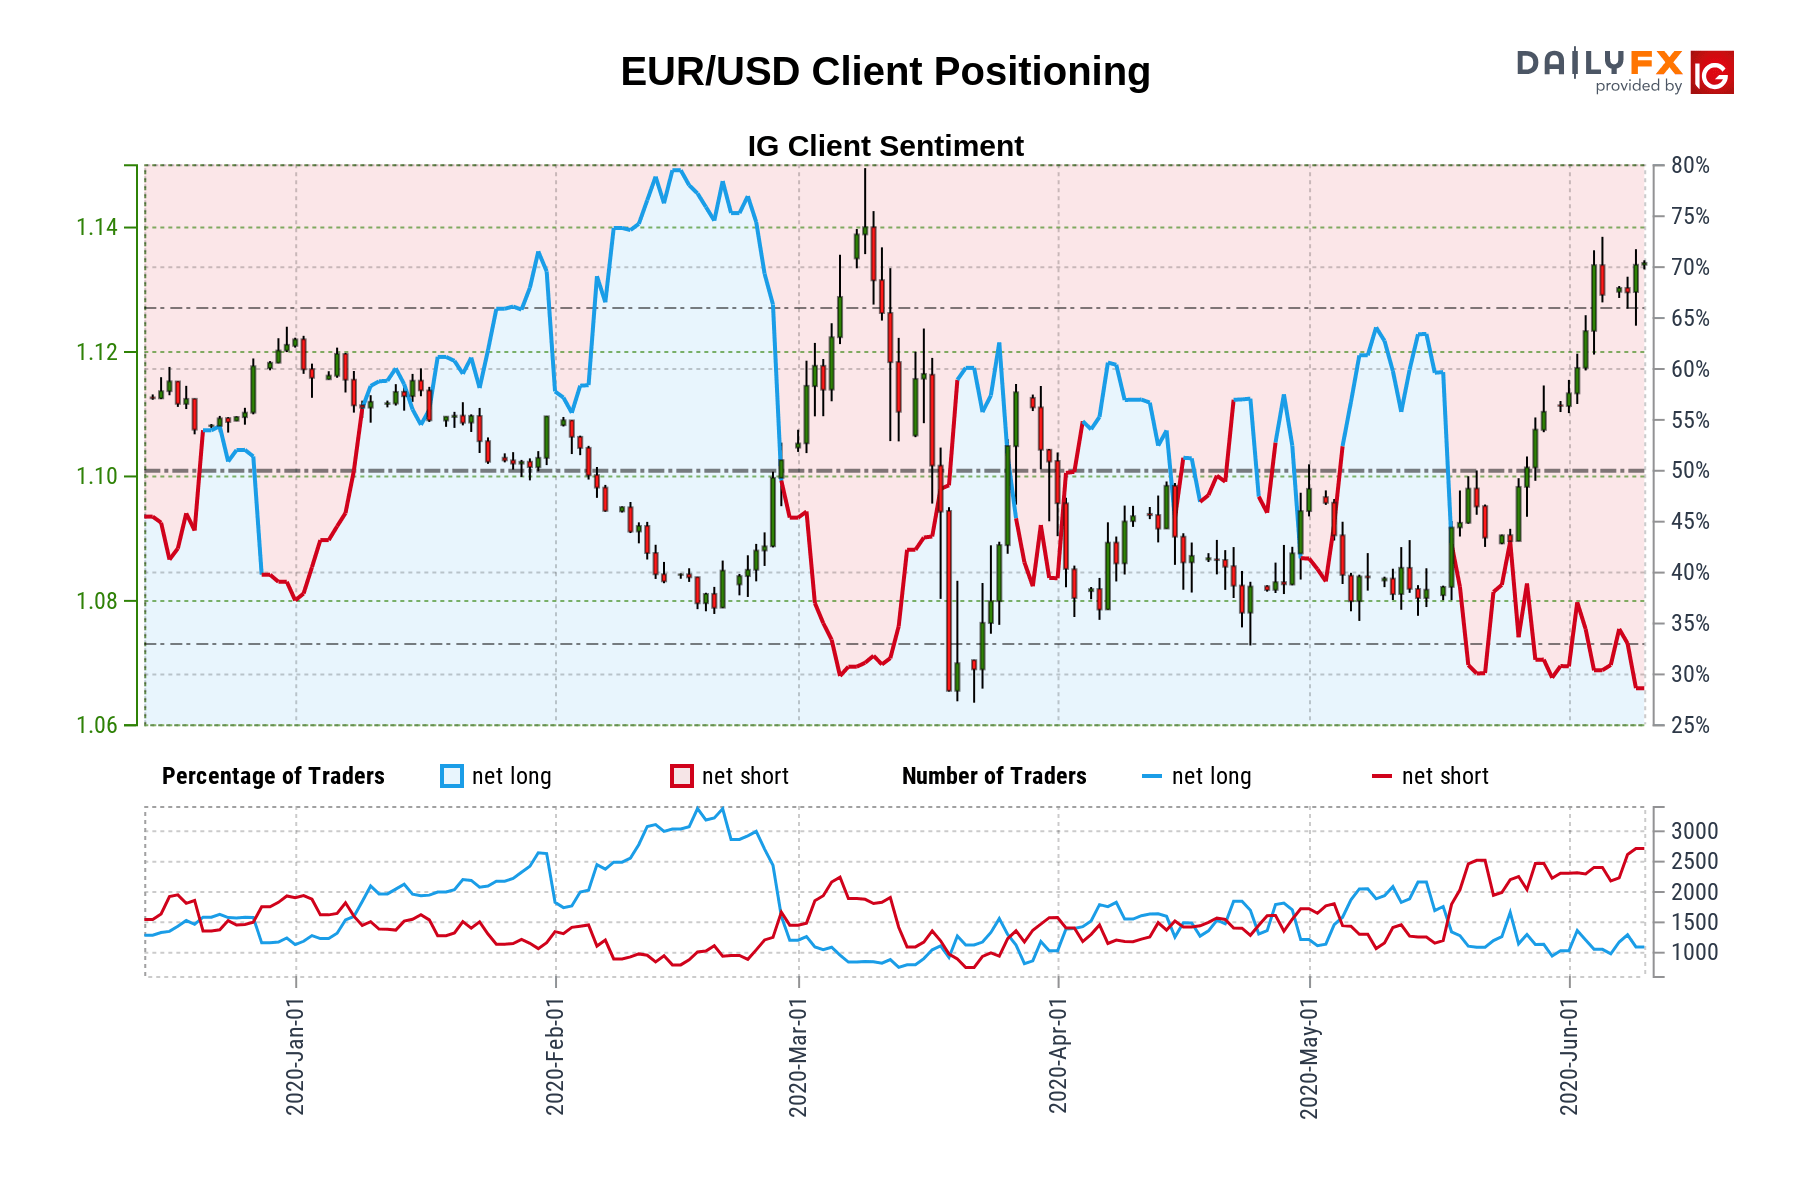 EUR/USD Client Positioning
DAILYFX
provided by IG
IG Client Sentiment
1.14
1.12
1.10
1.08
1.06
80%
75%
70%
65%
60%
55%
50%
45%
40%
35%
30%
25%
Percentage of Traders net long net short Number of Traders net long net short
3000
2500
2000
1500
1000
2020-Jan-01
2020-Feb-01
2020-Mar-01
2020-Apr-01
2020-May-01
2020-Jun-01